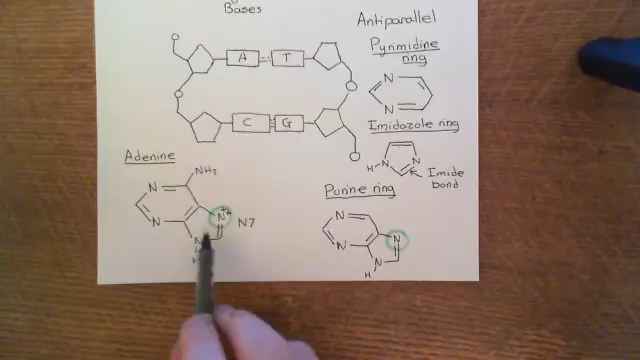 Bases
Antiparallel
Pyrimidine
ring
A
T
N
N
C
G
Imidazole ring
Adenine
NH₂
H
N
N
Imide
bond
Purine ring
N
N
N
N7
N
N
N
N
H